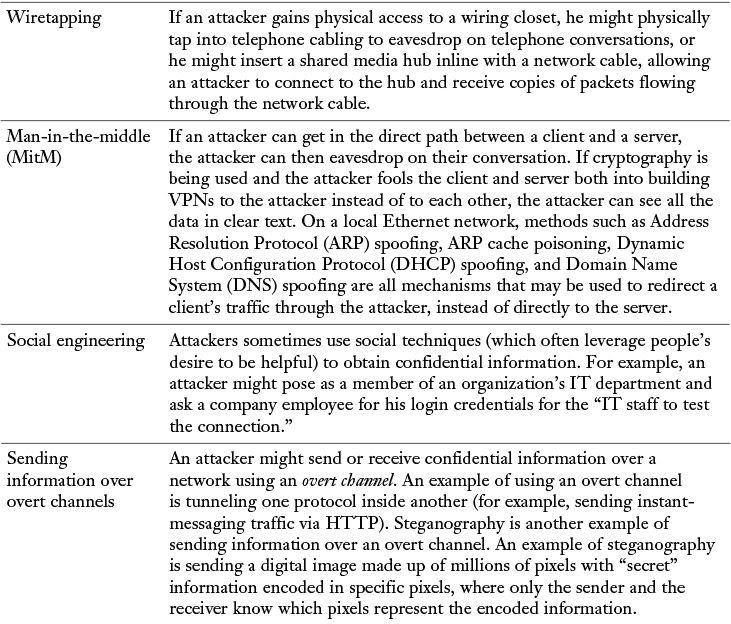 Wiretapping
If an attacker gains physical access to a wiring closet, he might physically
tap into telephone cabling to eavesdrop on telephone conversations, or
he might insert a shared media hub inline with a network cable, allowing
an attacker to connect to the hub and receive copies of packets flowing
through the network cable.
Man-in-the-middle
(MitM)
If an attacker can get in the direct path between a client and a server,
the attacker can then eavesdrop on their conversation. If cryptography is
being used and the attacker fools the client and server both into building
VPNs to the attacker instead of to each other, the attacker can see all the
data in clear text. On a local Ethernet network, methods such as Address
Resolution Protocol (ARP) spoofing, ARP cache poisoning, Dynamic
Host Configuration Protocol (DHCP) spoofing, and Domain Name
System (DNS) spoofing are all mechanisms that may be used to redirect a
client’s traffic through the attacker, instead of directly to the server.
Social engineering
Attackers sometimes use social techniques (which often leverage people’s
desire to be helpful) to obtain confidential information. For example, an
attacker might pose as a member of an organization’s IT department and
ask a company employee for his login credentials for the “IT staff to test
the connection.”
Sending
information over
overt channels
An attacker might send or receive confidential information over a
network using an overt channel. An example of using an overt channel
is tunneling one protocol inside another (for example, sending instant-
messaging traffic via HTTP). Steganography is another example of
sending information over an overt channel. An example of steganography
is sending a digital image made up of millions of pixels with “secret”
information encoded in specific pixels, where only the sender and the
receiver know which pixels represent the encoded information.